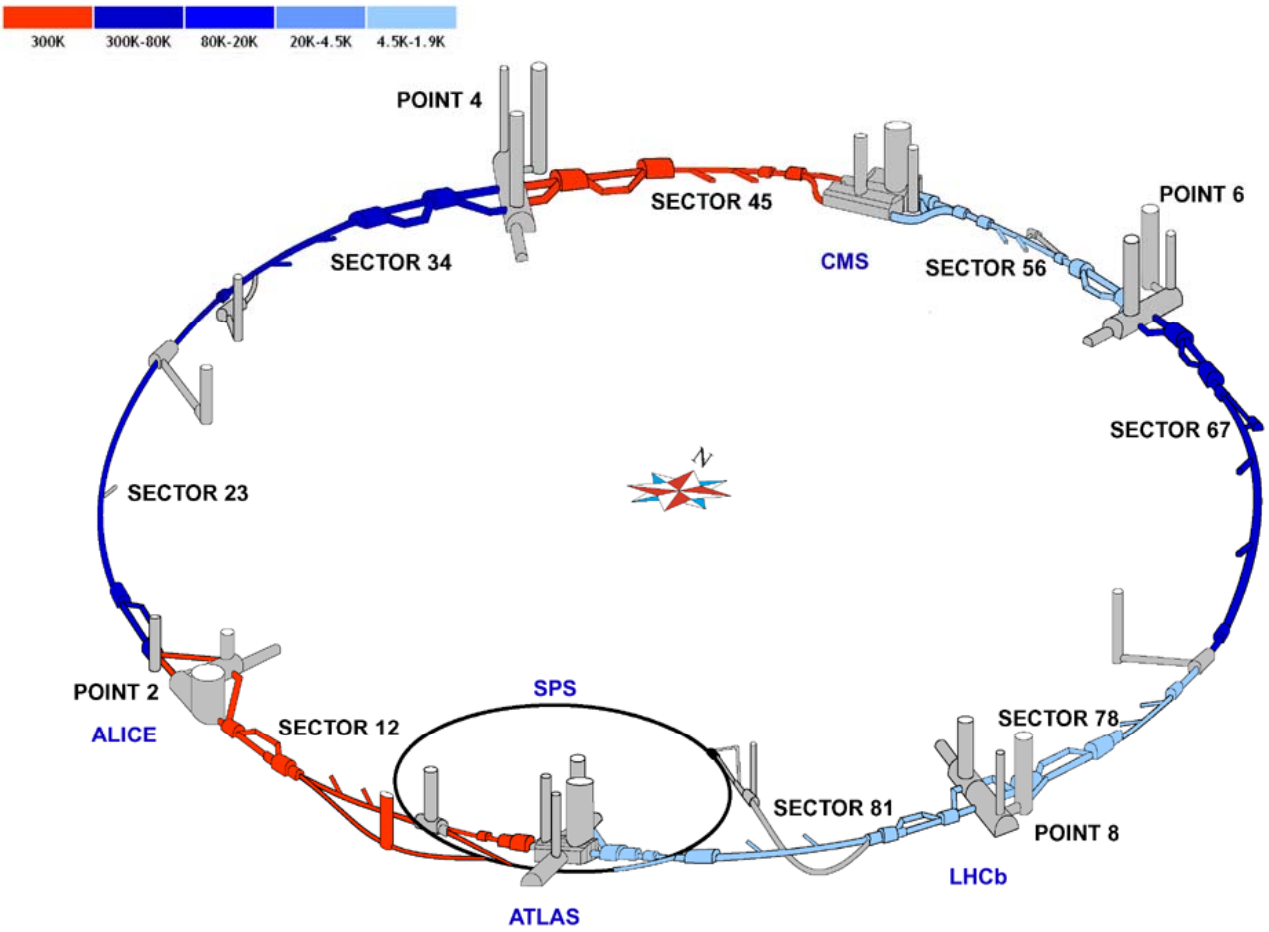 300K 300K-80K 80K-20K 20K-4.5K 4.5K-1.9K
POINT 4
SECTOR 45
POINT 6
SECTOR 34
CMS
SECTOR 56
SECTOR 67
N
SECTOR 23
POINT 2
SPS
ALICE
SECTOR 12
SECTOR 78
SECTOR 81
POINT 8
LHCb
ATLAS